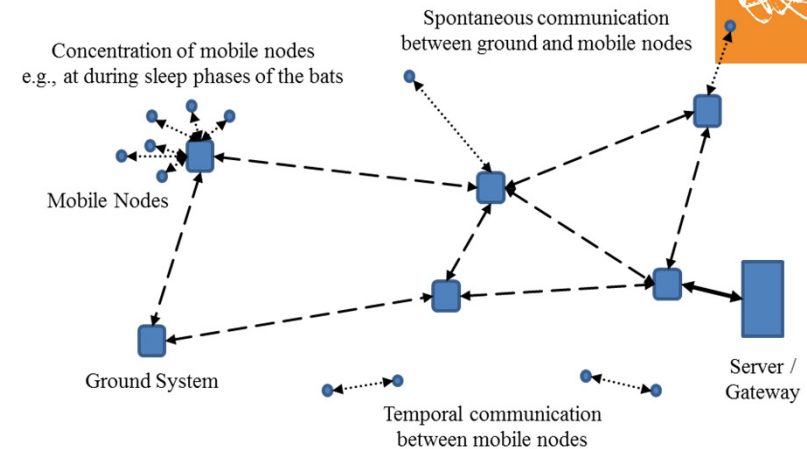 Spontaneous communication
between ground and mobile nodes
Concentration of mobile nodes
e.g., at during sleep phases of the bats
Mobile Nodes
Ground System
Server /
Gateway
Temporal communication
between mobile nodes